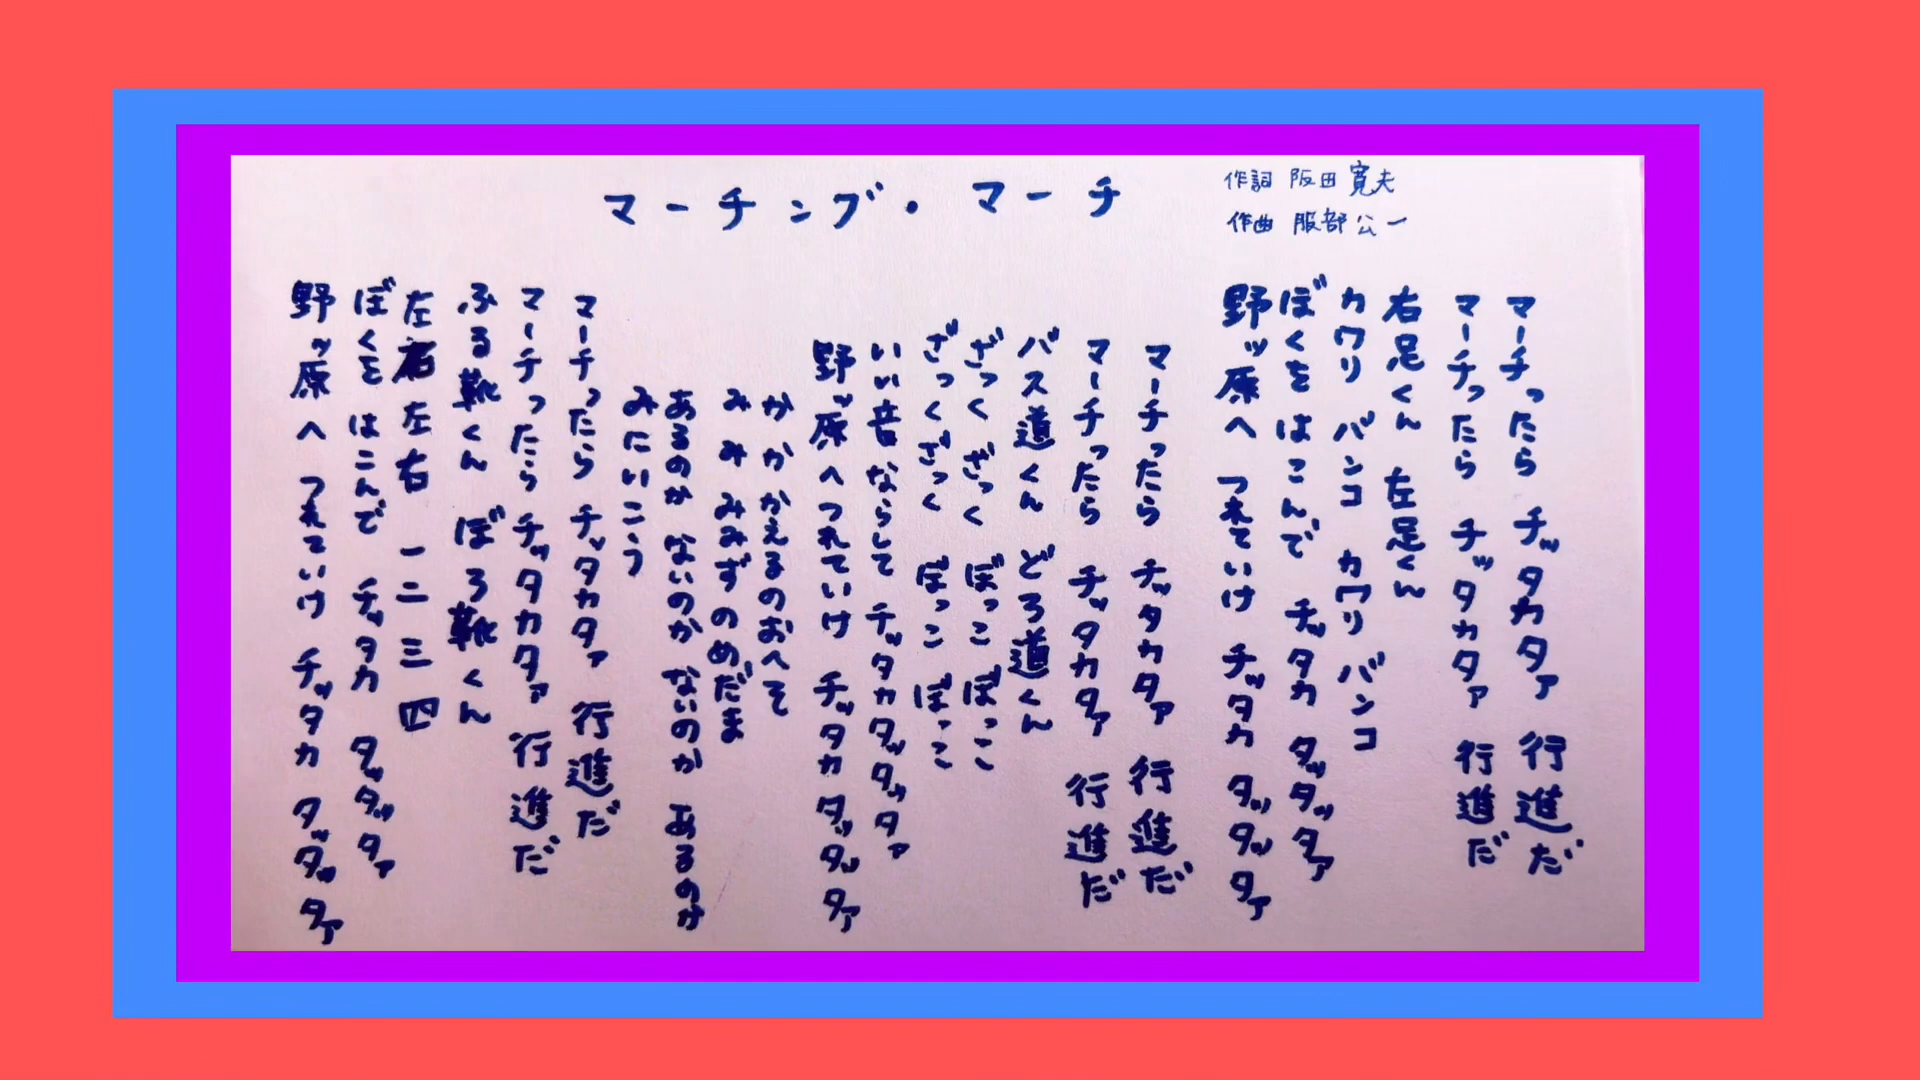 マーチング・マーチ
作詞 阪田寛夫
作曲 服部公一
マーチったら チッタカタァ 行進だ
マーチったら チッタカタァ 行進だ
右足くん 左足くん
カワリ バンコ カワリ バンコ
ぼくを はこんで チッタカ タッタッタァ
野ッ原へ つれていけ チッタカ タッタッタァ
マーチったら チッタカタァ 行進だ
マーチったら チッタカタァ 行進だ
バス道くん どろ道くん
ざっく ざっく ぼっこ ぼっこ
ざっくざっく ぼっこ ぼっこ
いい音ならして チッタカタッタッタァ
野ッ原へつれていけ チッタカ タッタッタァ
か か かえるのおへそ
み み みみずのめだま
あるのか ないのか ないのか あるのか
みにいこう
マーチったら チッタカタァ 行進だ
マーチったら チッタカタァ 行進だ
ふる靴くん ぼろ靴くん
左右左右 一二三四
ぼくを はこんで チッタカ タッタッタァ
野ッ原へ つれていけ チッタカ タッタッタァ